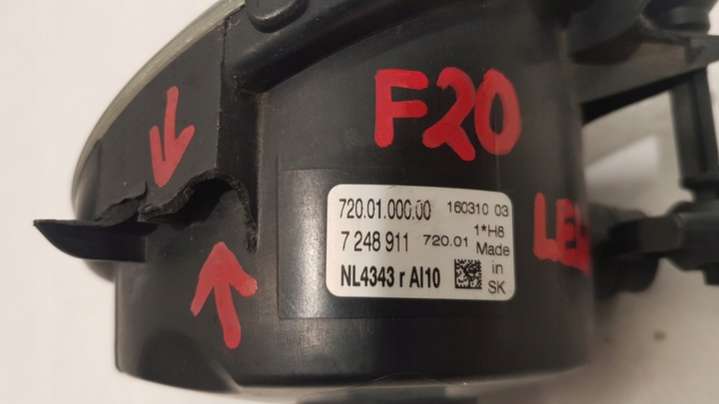 F20
720.01.000.00 160310 03
1*H8
7 248 911 720.01 Made
in
NL4343 r AI10 SK